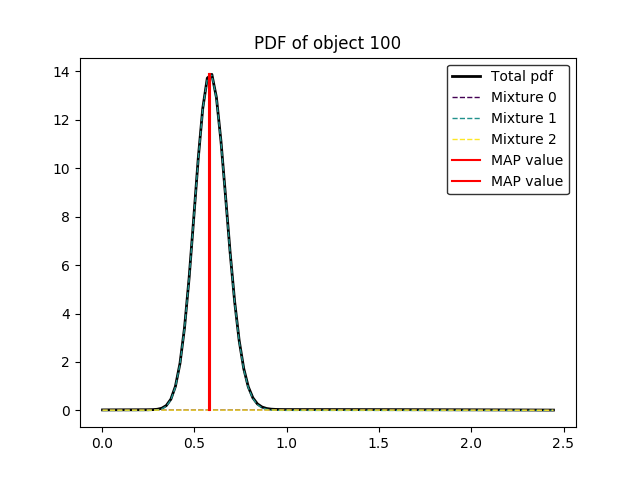 PDF of object 100
14
12
10
8
6
4
2
0
0.0 0.5 1.0 1.5 2.0 2.5
Total pdf
Mixture 0
Mixture 1
Mixture 2
MAP value
MAP value